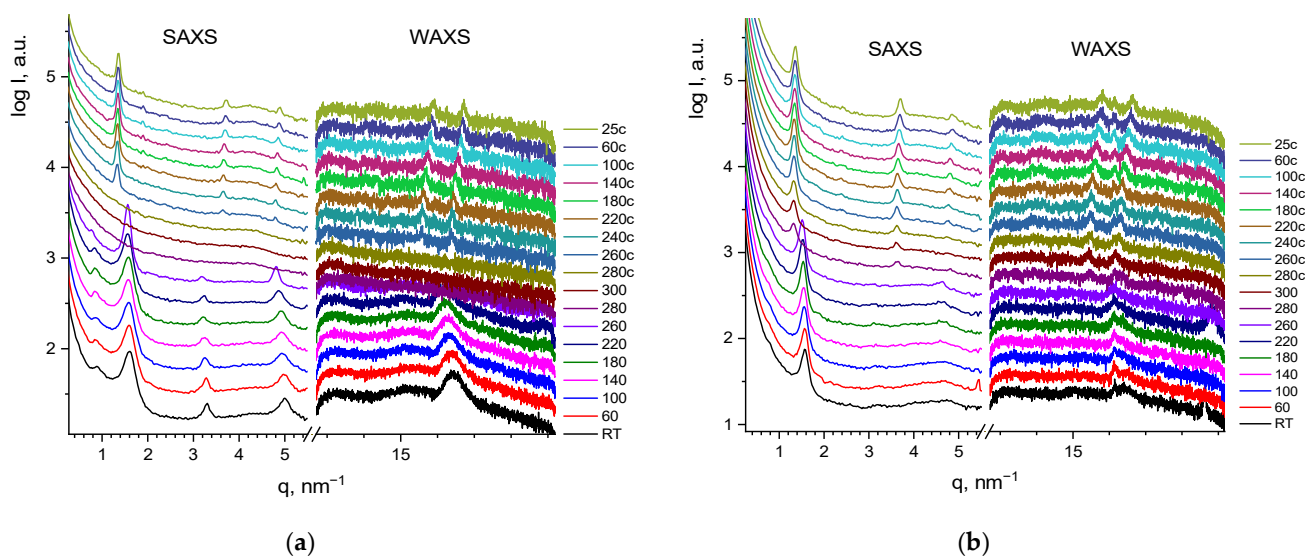 SAXS WAXS
log I, a.u.
5
4
3
2
1 2 3 4 5 15
q, nm⁻¹
25c
60c
100c
140c
180c
220c
240c
260c
280c
300
280
260
220
180
140
100
60
RT
(a)
SAXS WAXS
log I, a.u.
5
4
3
2
1
1 2 3 4 5 15
q, nm⁻¹
25c
60c
100c
140c
180c
220c
240c
260c
280c
300
280
260
220
180
140
100
60
RT
(b)